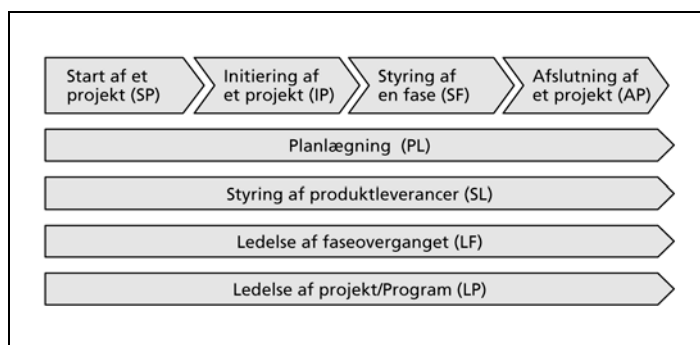 Start af et
projekt (SP)
Initiering af
et projekt (IP)
Styring af
en fase (SF)
Afslutning af
et projekt (AP)
Planlægning (PL)
Styring af produktleverancer (SL)
Ledelse af faseoverganget (LF)
Ledelse af projekt/Program (LP)